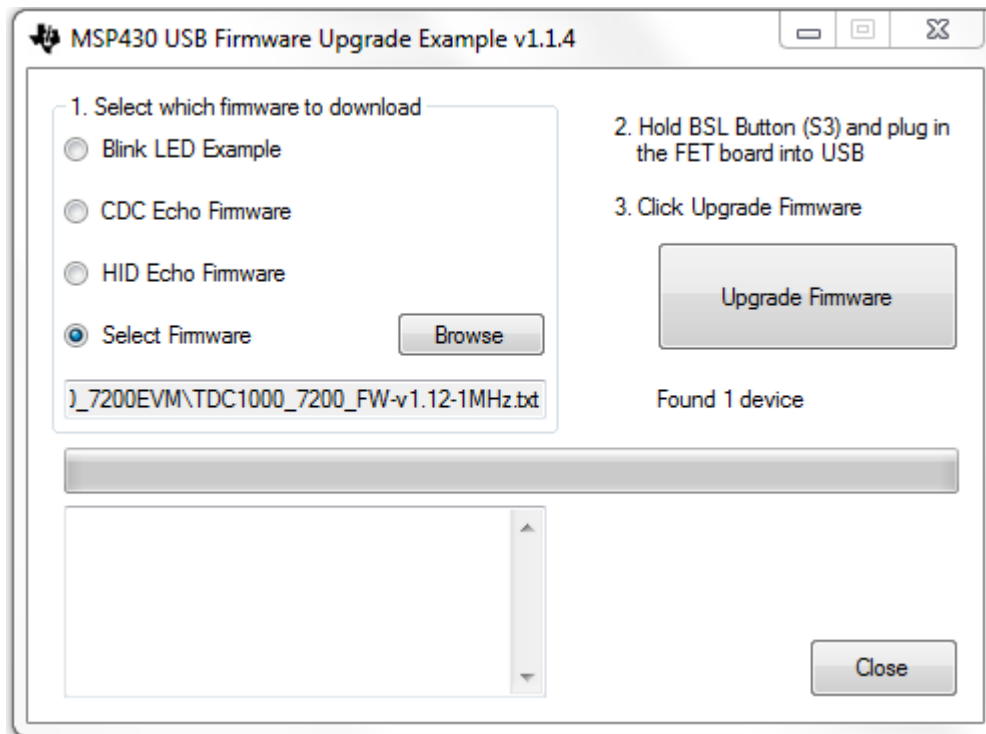 MSP430 USB Firmware Upgrade Example v1.1.4
1. Select which firmware to download
Blink LED Example
CDC Echo Firmware
HID Echo Firmware
Select Firmware
Browse
)_7200EVM\TDC1000_7200_FW-v1.12-1MHz.txt
2. Hold BSL Button (S3) and plug in
the FET board into USB
3. Click Upgrade Firmware
Upgrade Firmware
Found 1 device
Close